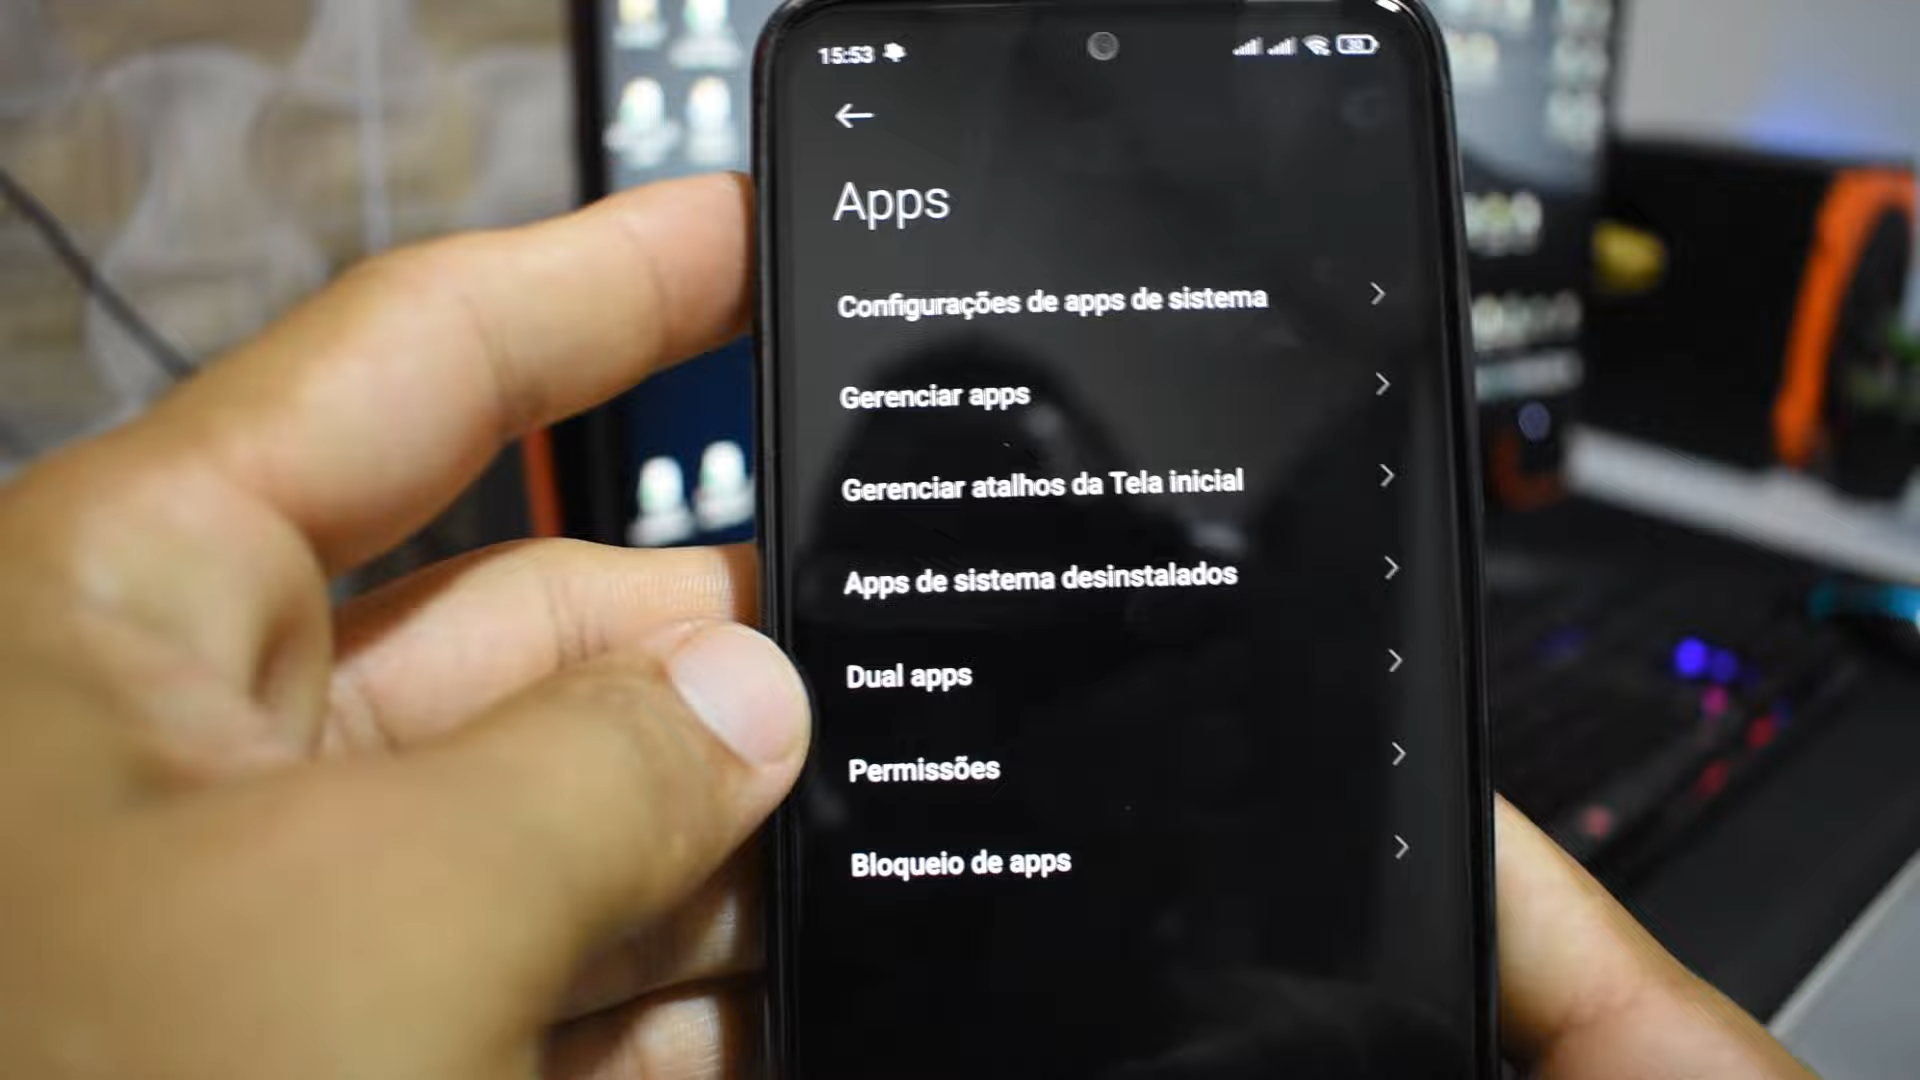 15:53
Apps
Configurações de apps de sistema
Gerenciar apps
Gerenciar atalhos da Tela inicial
Apps de sistema desinstalados
Dual apps
Permissões
Bloqueio de apps